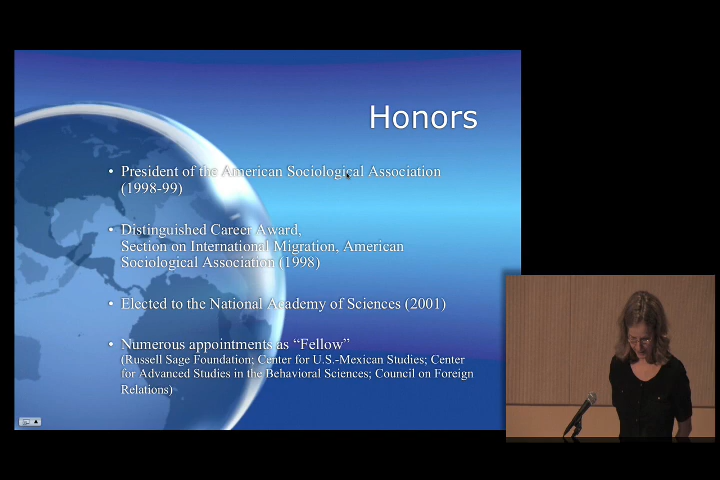 Honors
• President of the American Sociological Association
(1998-99)
• Distinguished Career Award,
Section on International Migration, American
Sociological Association (1998)
• Elected to the National Academy of Sciences (2001)
• Numerous appointments as “Fellow”
(Russell Sage Foundation; Center for U.S.-Mexican Studies; Center
for Advanced Studies in the Behavioral Sciences; Council on Foreign
Relations)